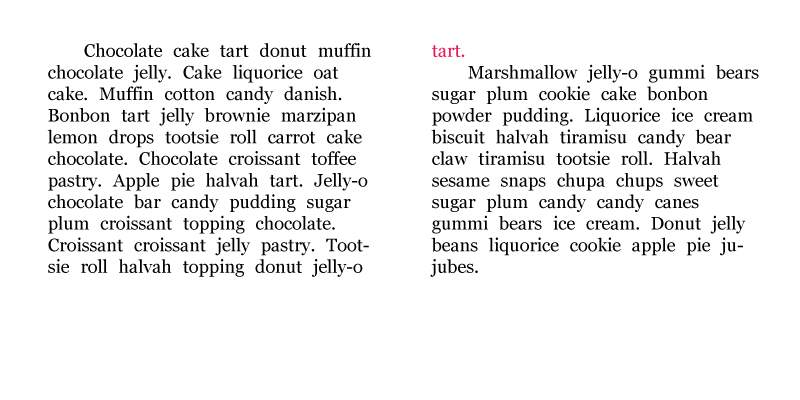 Chocolate cake tart donut muffin
chocolate jelly. Cake liquorice oat
cake. Muffin cotton candy danish.
Bonbon tart jelly brownie marzipan
lemon drops tootsie roll carrot cake
chocolate. Chocolate croissant toffee
pastry. Apple pie halvah tart. Jelly-o
chocolate bar candy pudding sugar
plum croissant topping chocolate.
Croissant croissant jelly pastry. Toot-
sie roll halvah topping donut jelly-o
tart.
Marshmallow jelly-o gummi bears
sugar plum cookie cake bonbon
powder pudding. Liquorice ice cream
biscuit halvah tiramisu candy bear
claw tiramisu tootsie roll. Halvah
sesame snaps chupa chups sweet
sugar plum candy candy canes
gummi bears ice cream. Donut jelly
beans liquorice cookie apple pie ju-
jubes.